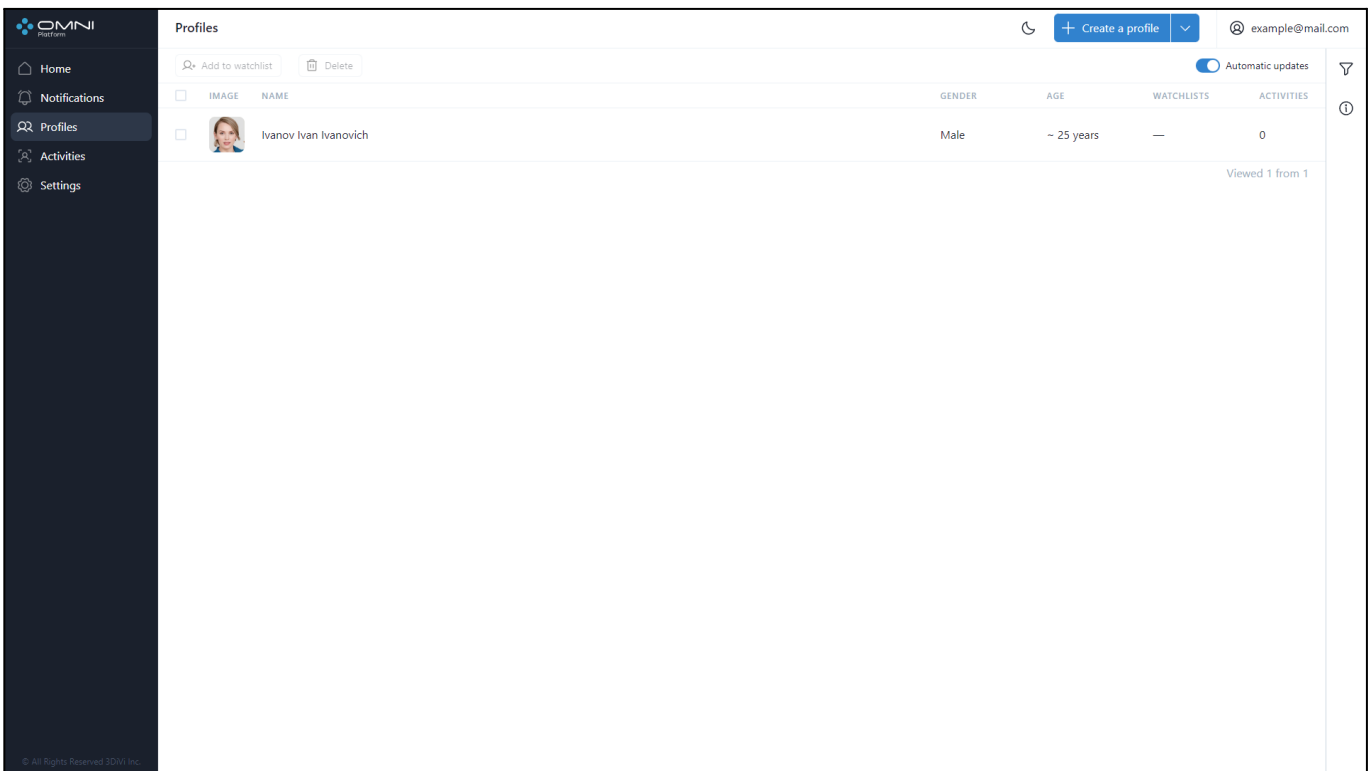 OMNI
Platform
Profiles
Create a profile
example@mail.com
Home
Notifications
Profiles
Activities
Settings
Add to watchlist
Delete
Automatic updates
IMAGE NAME GENDER AGE WATCHLISTS ACTIVITIES
Ivanov Ivan Ivanovich Male ~ 25 years — 0
Viewed 1 from 1
© All Rights Reserved 3DiVi Inc.